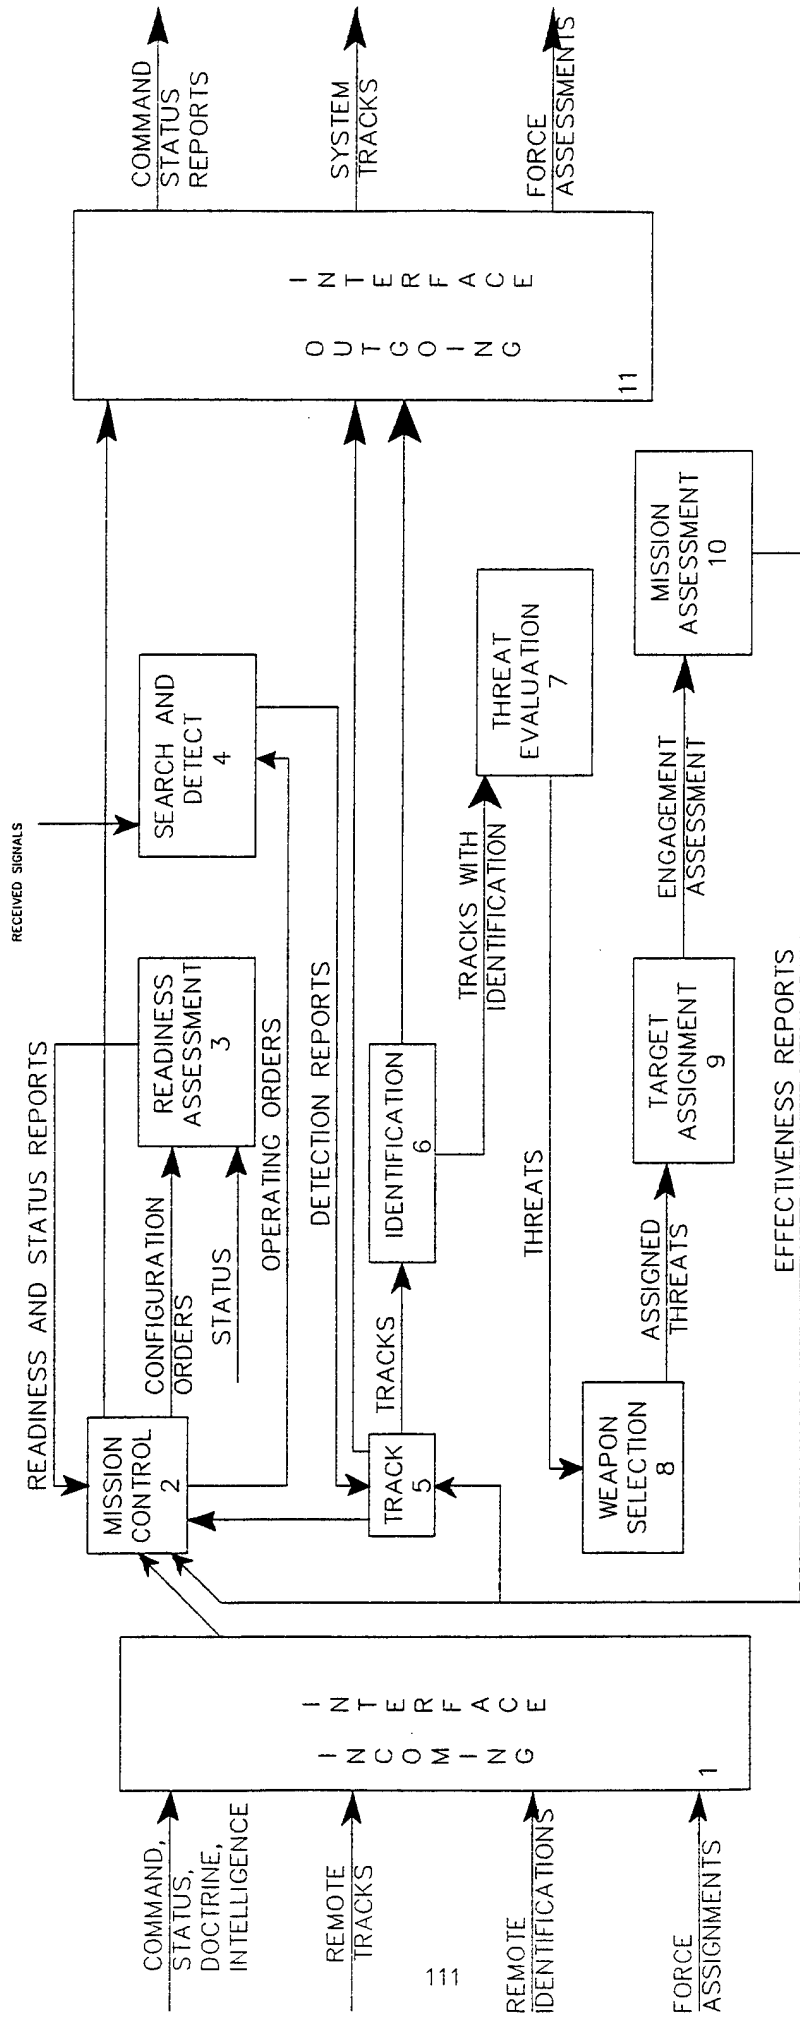 COMMAND,
STATUS,
DOCTRINE,
INTELLIGENCE
REMOTE
TRACKS
REMOTE
IDENTIFICATIONS
FORCE
ASSIGNMENTS
INCOMING
INTERFACE
1
READINESS AND STATUS REPORTS
MISSION
CONTROL
2
CONFIGURATION
ORDERS
STATUS
READINESS
ASSESSMENT
3
OPERATING ORDERS
RECEIVED SIGNALS
SEARCH AND
DETECT
4
DETECTION REPORTS
TRACK
5
TRACKS
IDENTIFICATION
6
TRACKS WITH
IDENTIFICATION
THREAT
EVALUATION
7
THREATS
WEAPON
SELECTION
8
ASSIGNED
THREATS
TARGET
ASSIGNMENT
9
ENGAGEMENT
ASSESSMENT
MISSION
ASSESSMENT
10
EFFECTIVENESS REPORTS
OUTGOING
INTERFACE
11
COMMAND
STATUS
REPORTS
SYSTEM
TRACKS
FORCE
ASSESSMENTS
111